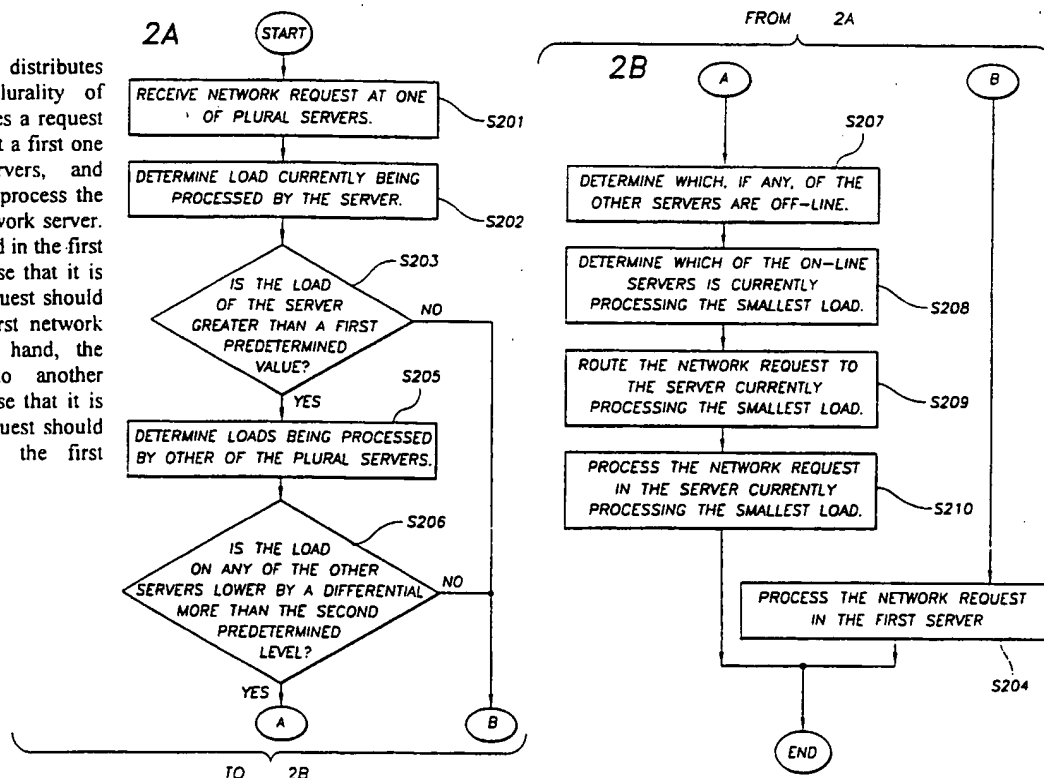 distributes
lurality of
es a request
t a first one
rvers, and
process the
work server.
d in the first
se that it is
uest should
rst network
hand, the
o another
se that it is
uest should
the first
2A
START
RECEIVE NETWORK REQUEST AT ONE
OF PLURAL SERVERS.
S201
DETERMINE LOAD CURRENTLY BEING
PROCESSED BY THE SERVER.
S202
S203
IS THE LOAD
OF THE SERVER
GREATER THAN A FIRST
PREDETERMINED
VALUE?
NO
YES
S205
DETERMINE LOADS BEING PROCESSED
BY OTHER OF THE PLURAL SERVERS.
S206
IS THE LOAD
ON ANY OF THE OTHER
SERVERS LOWER BY A DIFFERENTIAL
MORE THAN THE SECOND
PREDETERMINED
LEVEL?
NO
YES
A
B
TO 2B
FROM 2A
2B
A
B
S207
DETERMINE WHICH, IF ANY, OF THE
OTHER SERVERS ARE OFF-LINE.
DETERMINE WHICH OF THE ON-LINE
SERVERS IS CURRENTLY
PROCESSING THE SMALLEST LOAD.
S208
ROUTE THE NETWORK REQUEST TO
THE SERVER CURRENTLY
PROCESSING THE SMALLEST LOAD.
S209
PROCESS THE NETWORK REQUEST
IN THE SERVER CURRENTLY
PROCESSING THE SMALLEST LOAD.
S210
PROCESS THE NETWORK REQUEST
IN THE FIRST SERVER
S204
END